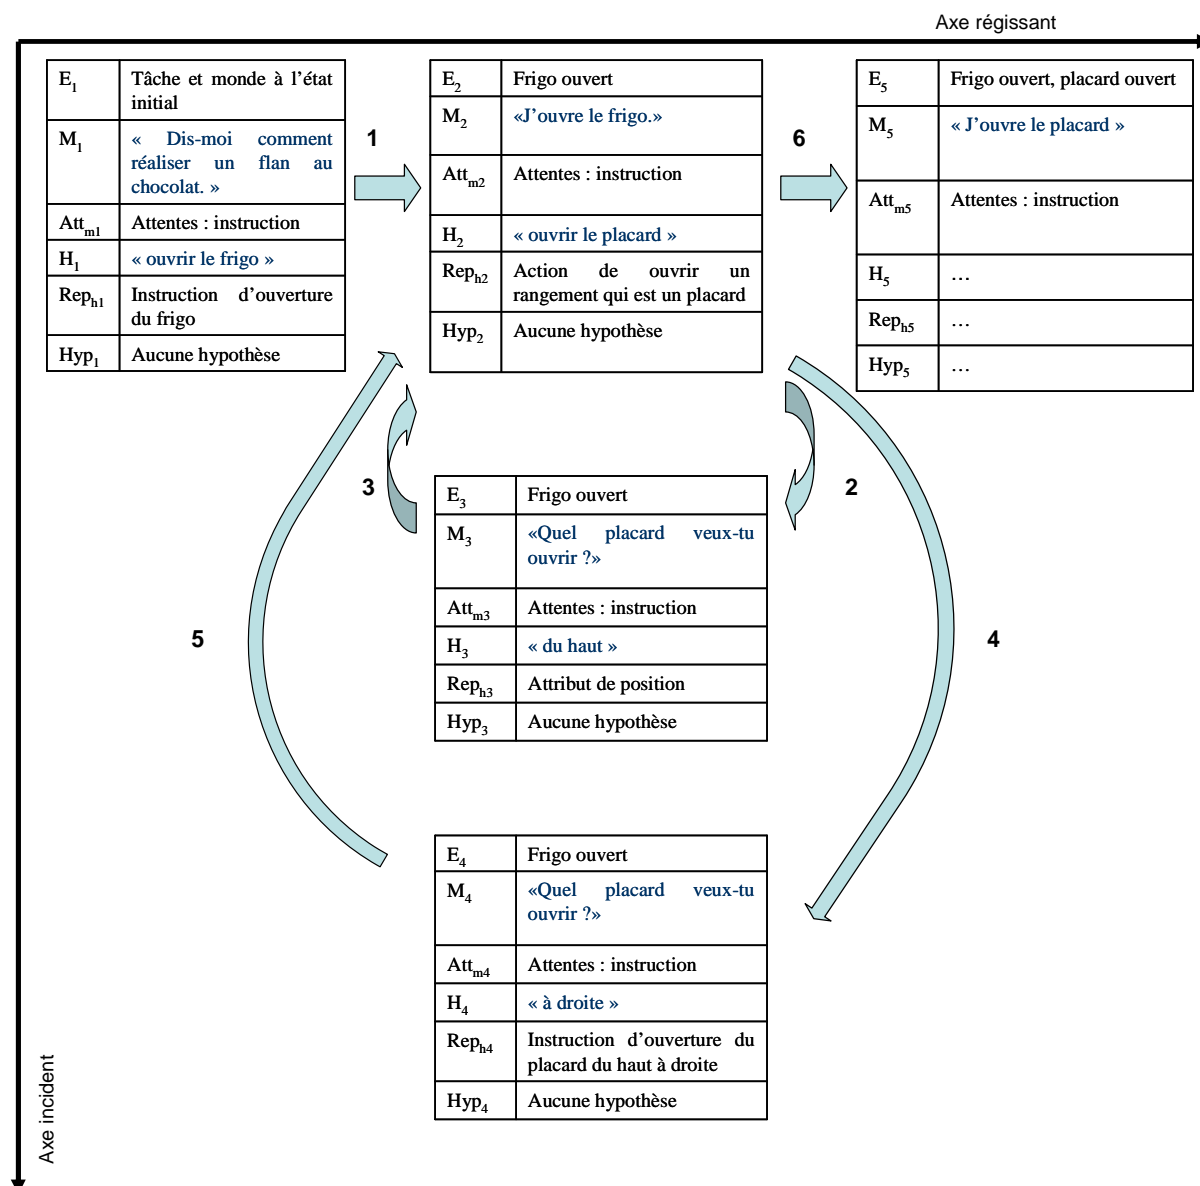 Axe régissant
E1 Tâche et monde à l'état
initial
M1 « Dis-moi comment
réaliser un flan au
chocolat. »
Attm1 Attentes : instruction
H1 « ouvrir le frigo »
Reph1 Instruction d'ouverture
du frigo
Hyp1 Aucune hypothèse
1
E2 Frigo ouvert
M2 «J'ouvre le frigo.»
Attm2 Attentes : instruction
H2 « ouvrir le placard »
Reph2 Action de ouvrir un
rangement qui est un placard
Hyp2 Aucune hypothèse
6
E5 Frigo ouvert, placard ouvert
M5 « J'ouvre le placard »
Attm5 Attentes : instruction
H5 …
Reph5 …
Hyp5 …
3
2
E3 Frigo ouvert
M3 «Quel placard veux-tu
ouvrir ?»
Attm3 Attentes : instruction
H3 « du haut »
Reph3 Attribut de position
Hyp3 Aucune hypothèse
5
4
E4 Frigo ouvert
M4 «Quel placard veux-tu
ouvrir ?»
Attm4 Attentes : instruction
H4 « à droite »
Reph4 Instruction d'ouverture du
placard du haut à droite
Hyp4 Aucune hypothèse
Axe incident